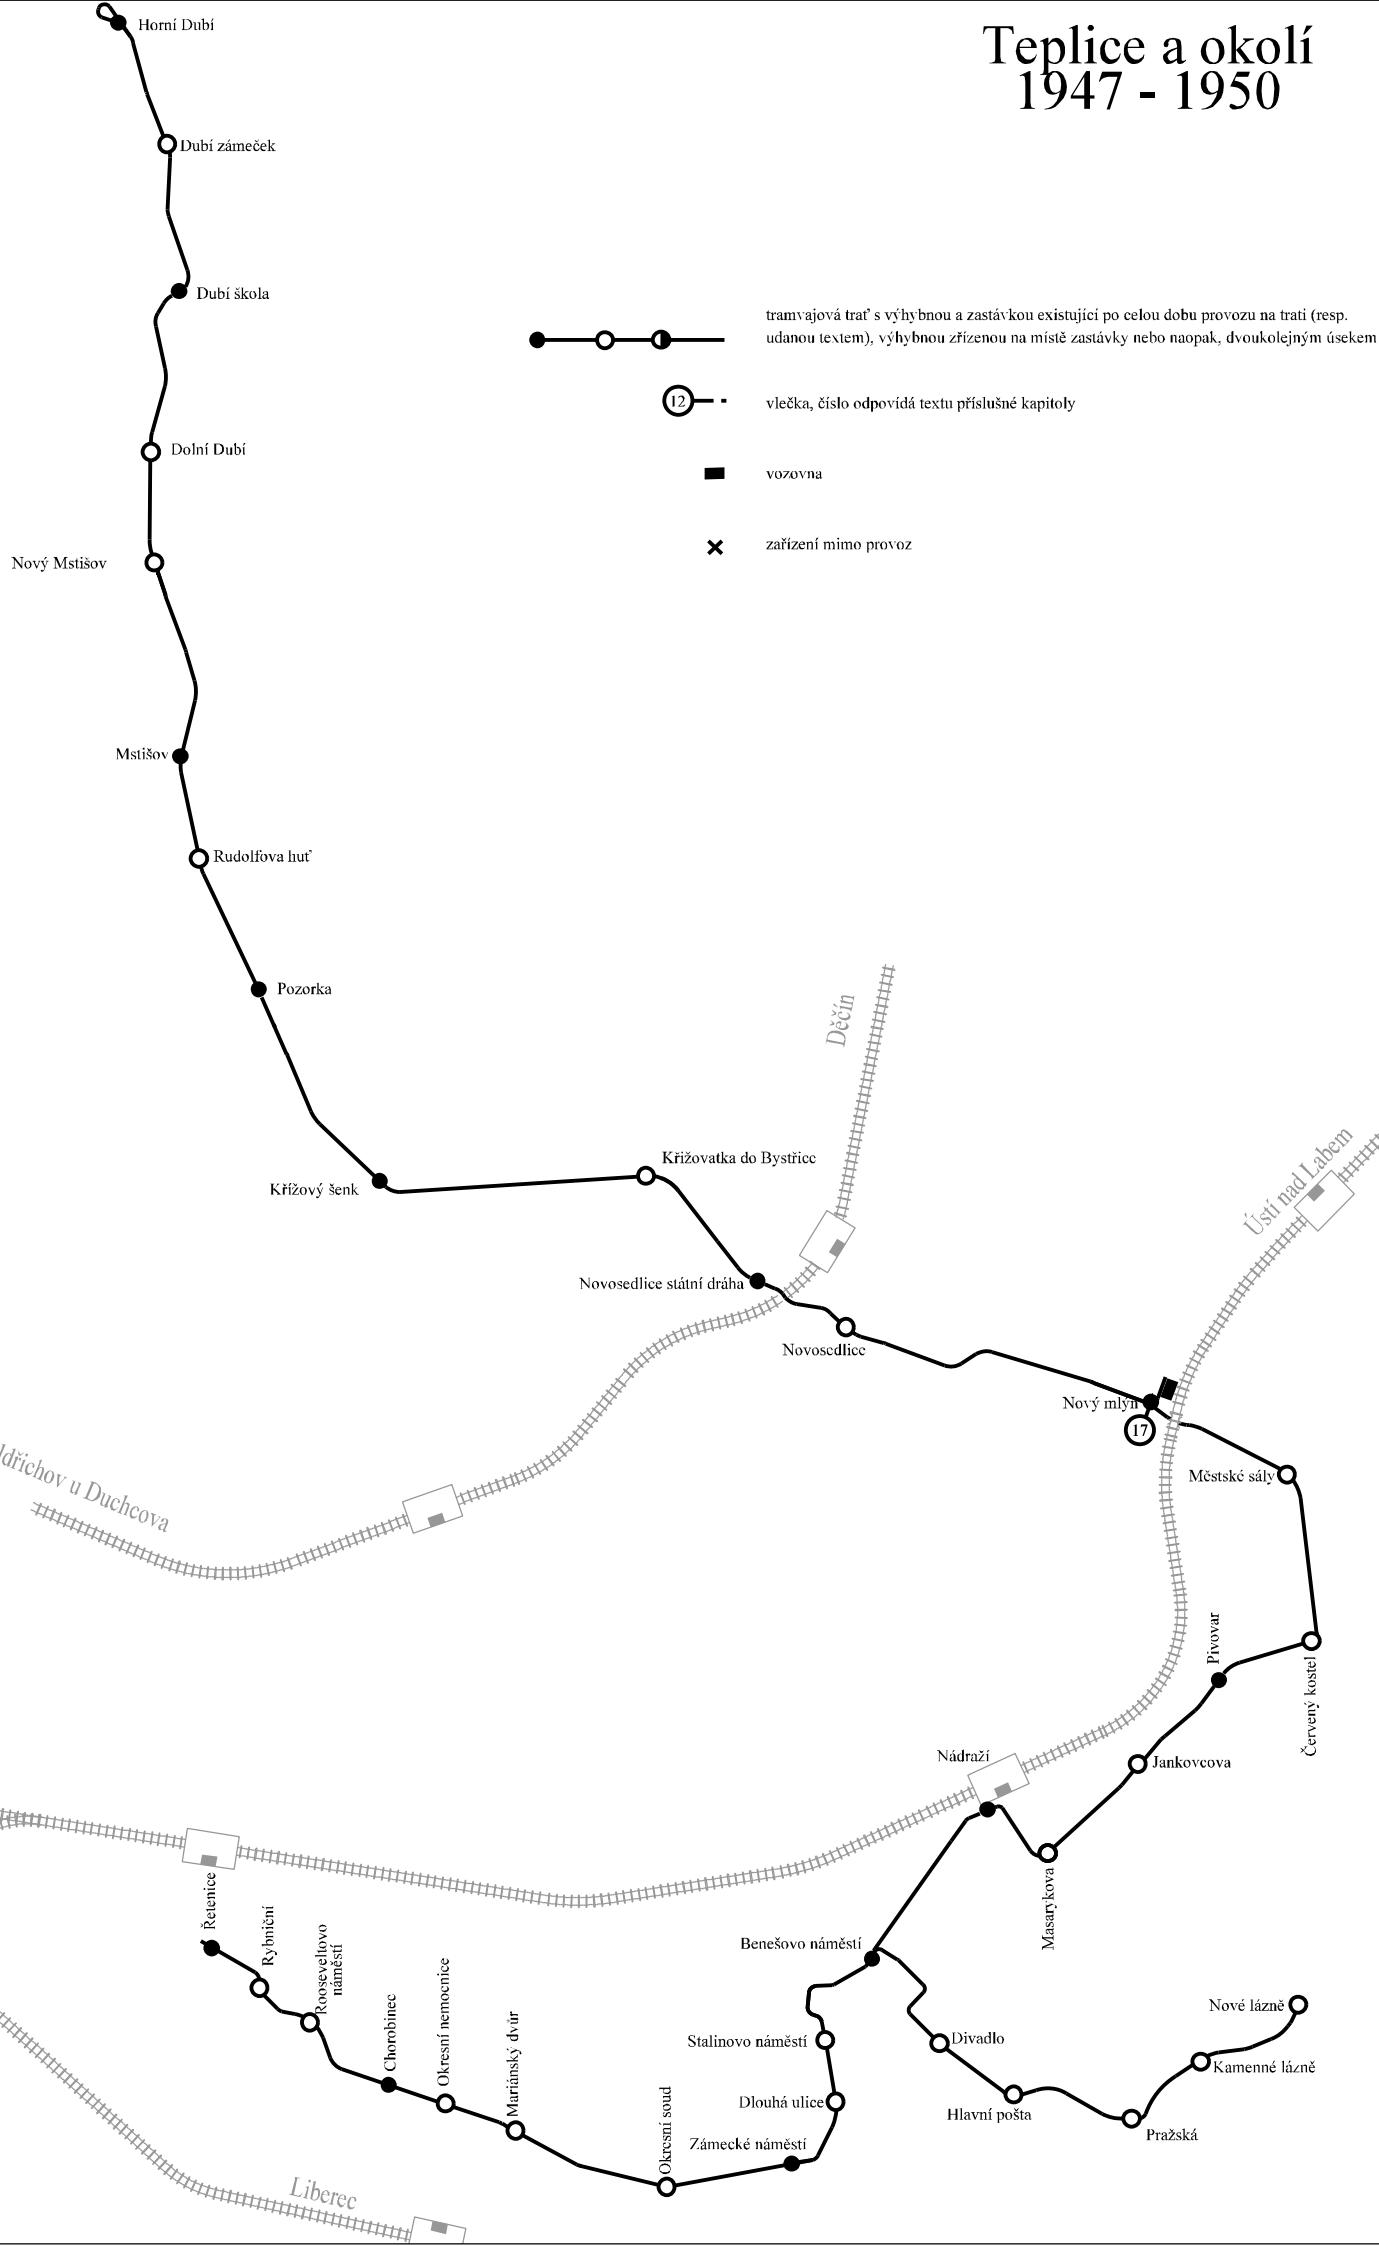 Teplice a okolí
1947 - 1950
Horní Dubí
Dubí zámeček
Dubí škola
tramvajová trať s výhybnou a zastávkou existující po celou dobu provozu na trati (resp.
udanou textem), výhybnou zřízenou na místě zastávky nebo naopak, dvoukolejným úsekem
12
vlečka, číslo odpovídá textu příslušné kapitoly
Dolní Dubí
vozovna
zařízení mimo provoz
Nový Mstišov
Mstišov
Rudolfova huť
Pozorka
Děčín
Křižovatka do Bystřice
Křížový šenk
Ústí nad Labem
Novosedlice státní dráha
Novosedlice
Nový mlýn
17
Městské sály
ldřichov u Duchcova
Pivovar
Červený kostel
Nádraží
Jankovcova
Masarykova
Řetenice
Rybniční
Rooseveltovo
náměstí
Benešovo náměstí
Chorobinec
Okresní nemocnice
Mariánský dvůr
Nové lázně
Stalinovo náměstí
Divadlo
Kamenné lázně
Dlouhá ulice
Hlavní pošta
Pražská
Okresní soud
Zámecké náměstí
Liberec